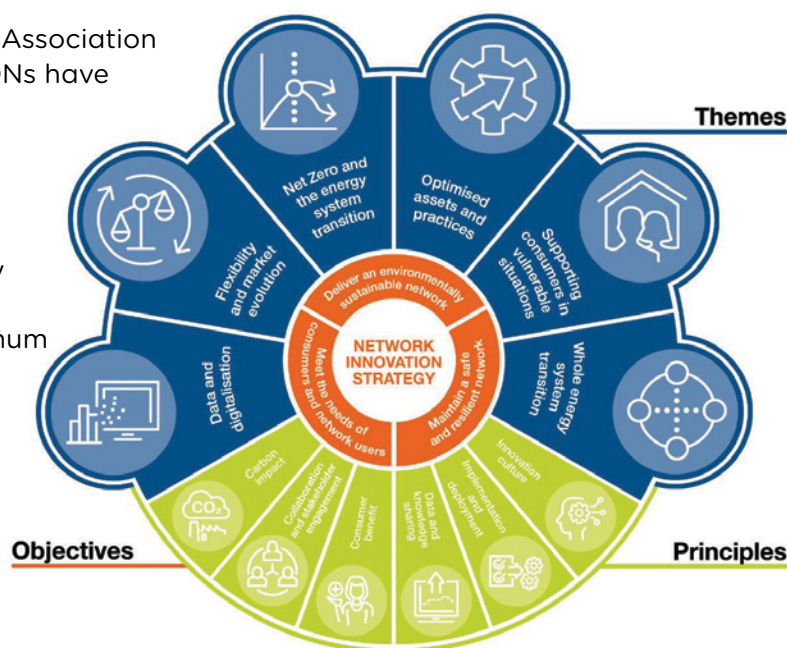 Association
Ns have
num
Themes
Net Zero and
the energy
system
transition
Optimised
assets and
practices
Flexibility
and market
evolution
Supporting
consumers in
vulnerable
situations
Data and
digitalisation
Whole energy
system
transition
Deliver an environmentally
sustainable network
Meet the needs of
consumers and network users
Maintain a safe
and resilient network
NETWORK
INNOVATION
STRATEGY
Carbon
impact
Collaboration
and stakeholder
engagement
Consumer
benefit
Data and
knowledge
sharing
Implementation
and
deployment
Innovation
culture
CO₂
Objectives
Principles